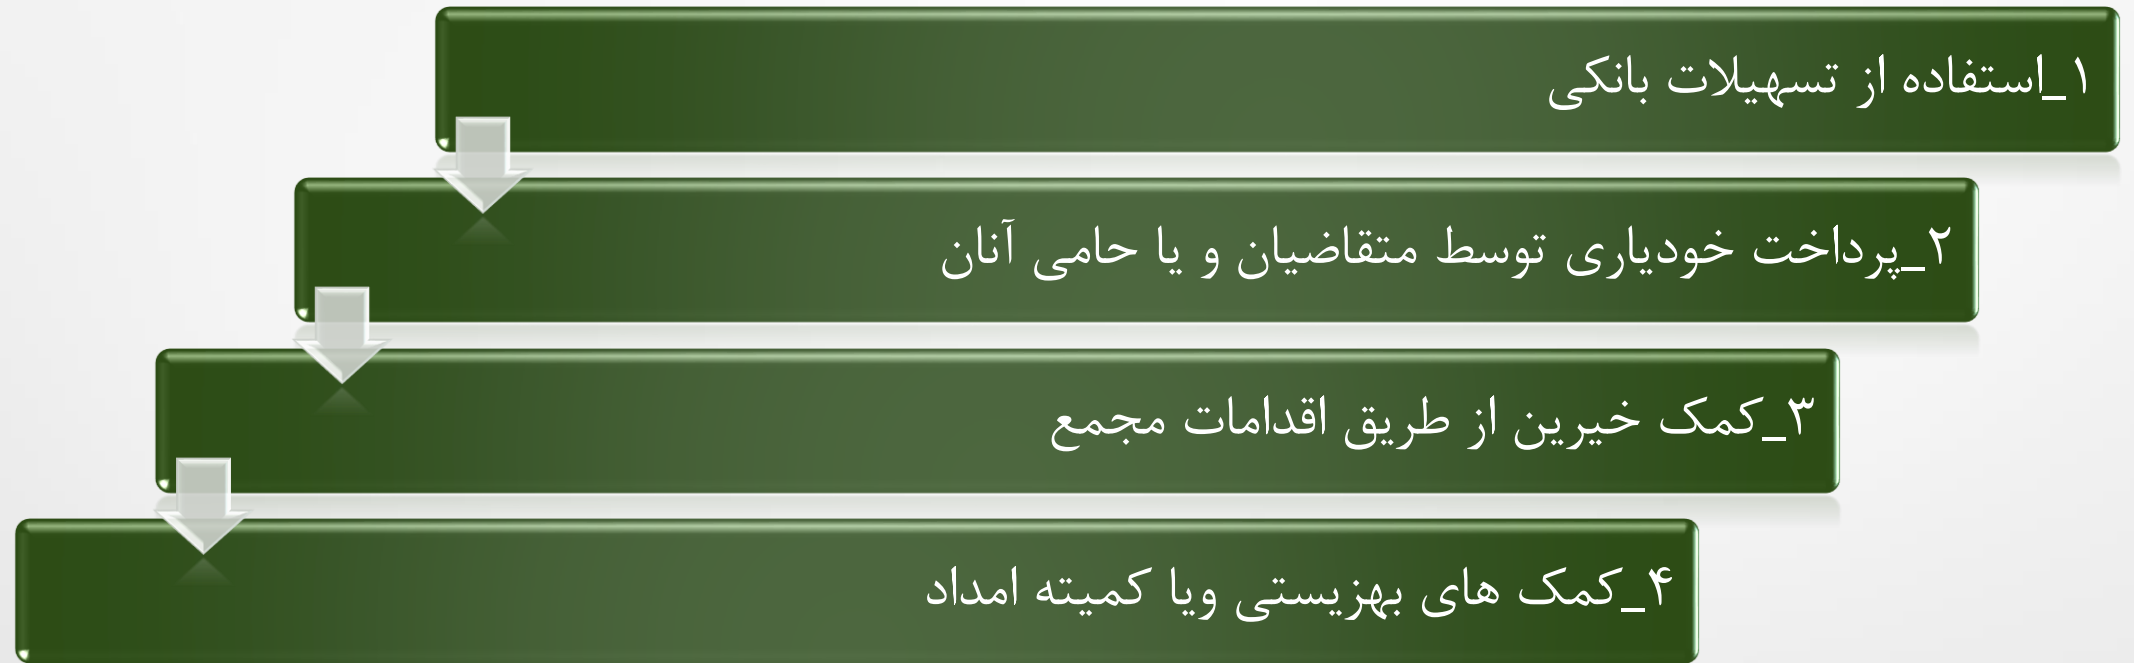 ۱_استفاده از تسهیلات بانکی
۲_پرداخت خودیاری توسط متقاضیان و یا حامی آنان
۳_کمک خیرین از طریق اقدامات مجمع
۴_کمک های بهزیستی ویا کمیته امداد